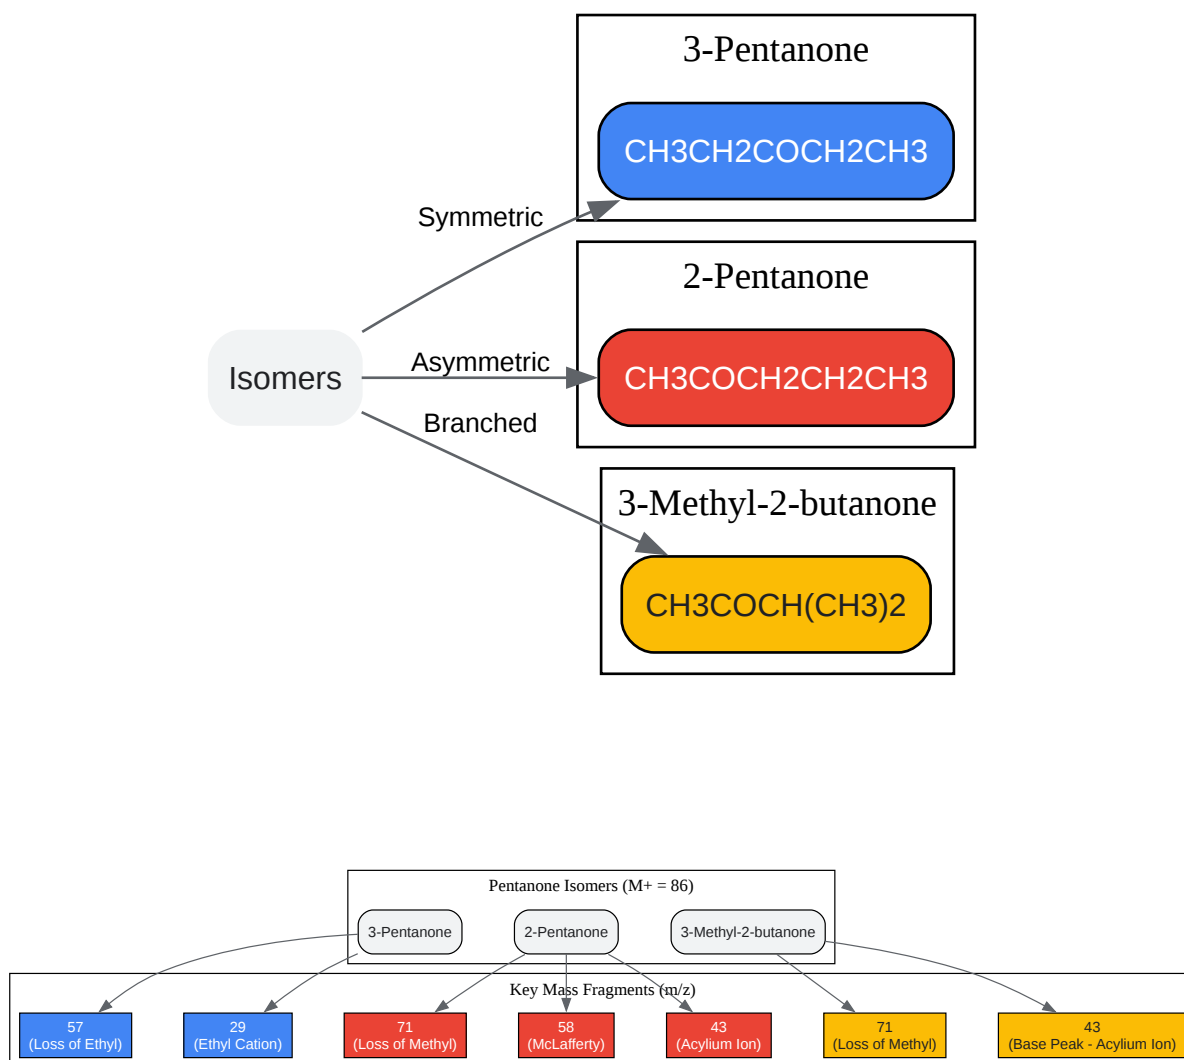 3-Pentanone
CH3CH2COCH2CH3
Symmetric
2-Pentanone
Isomers
Asymmetric
CH3COCH2CH2CH3
Branched
3-Methyl-2-butanone
CH3COCH(CH3)2
Pentanone Isomers (M+ = 86)
3-Pentanone
2-Pentanone
3-Methyl-2-butanone
Key Mass Fragments (m/z)
57
(Loss of Ethyl)
29
(Ethyl Cation)
71
(Loss of Methyl)
58
(McLafferty)
43
(Acylium Ion)
71
(Loss of Methyl)
43
(Base Peak - Acylium Ion)